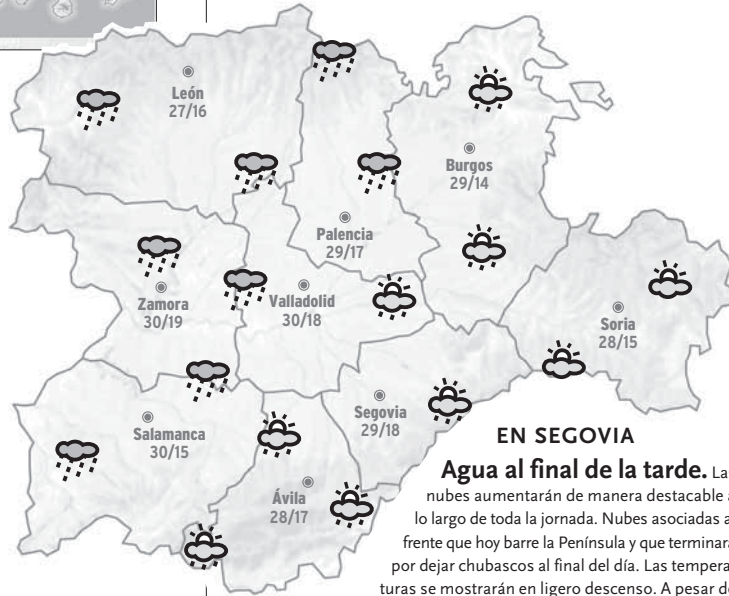 León
27/16
Burgos
29/14
Palencia
29/17
Zamora
30/19
Valladolid
30/18
Soria
28/15
Segovia
29/18
Salamanca
30/15
Ávila
28/17
EN SEGOVIA
Agua al final de la tarde. La
nubes aumentarán de manera destacable a
lo largo de toda la jornada. Nubes asociadas a
frente que hoy barre la Península y que terminará
por dejar chubascos al final del día. Las tempera
turas se mostrarán en ligero descenso. A pesar de